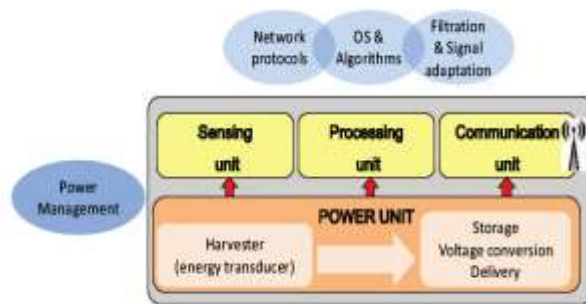 Network
protocols
OS &
Algorithms
Filtration
& Signal
adaptation
Sensing
unit
Processing
unit
Communication
unit
Power
Management
POWER UNIT
Harvester
(energy transducer)
Storage
Voltage conversion
Delivery